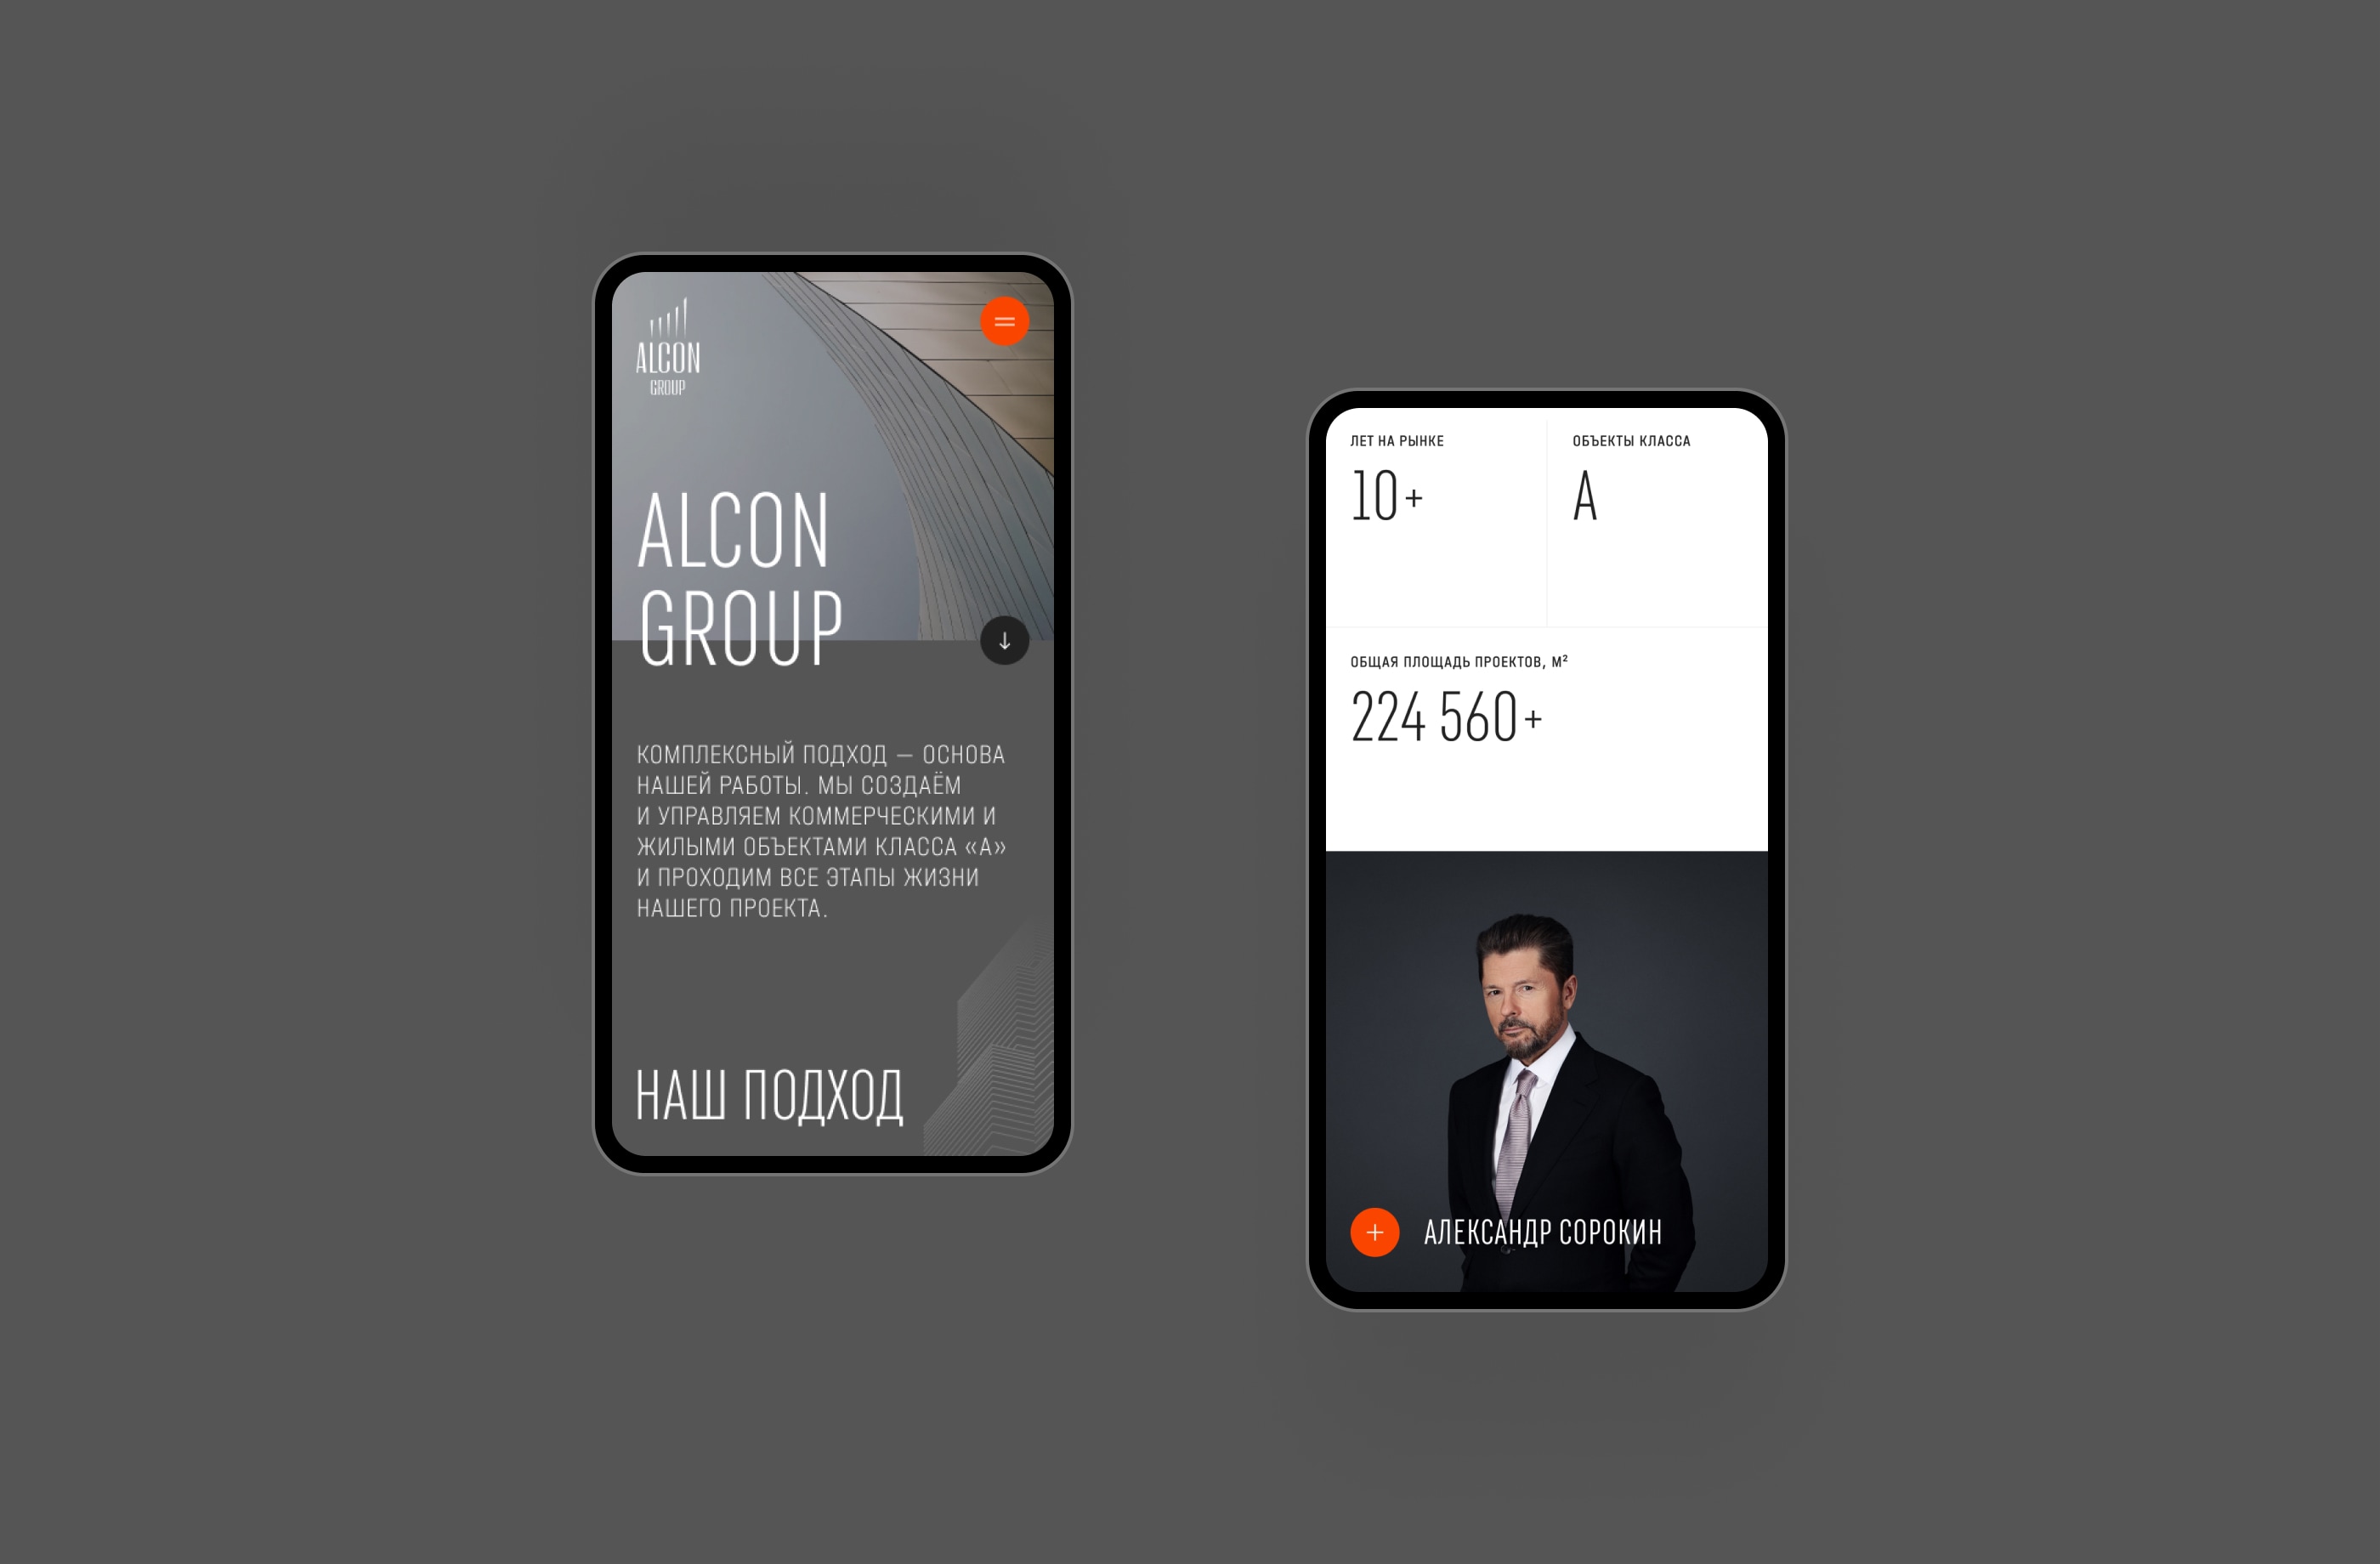 ALCON
GROUP
ALCON
GROUP
КОМПЛЕКСНЫЙ ПОДХОД — ОСНОВА
НАШЕЙ РАБОТЫ. МЫ СОЗДАЁМ
И УПРАВЛЯЕМ КОММЕРЧЕСКИМИ И
ЖИЛЫМИ ОБЪЕКТАМИ КЛАССА «А»
И ПРОХОДИМ ВСЕ ЭТАПЫ ЖИЗНИ
НАШЕГО ПРОЕКТА.
НАШ ПОДХОД
ЛЕТ НА РЫНКЕ
10+
ОБЪЕКТЫ КЛАССА
А
ОБЩАЯ ПЛОЩАДЬ ПРОЕКТОВ, М²
224 560+
АЛЕКСАНДР СОРОКИН